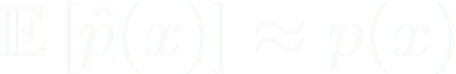 𝔼 [p̂(x)] ≈ p(x)